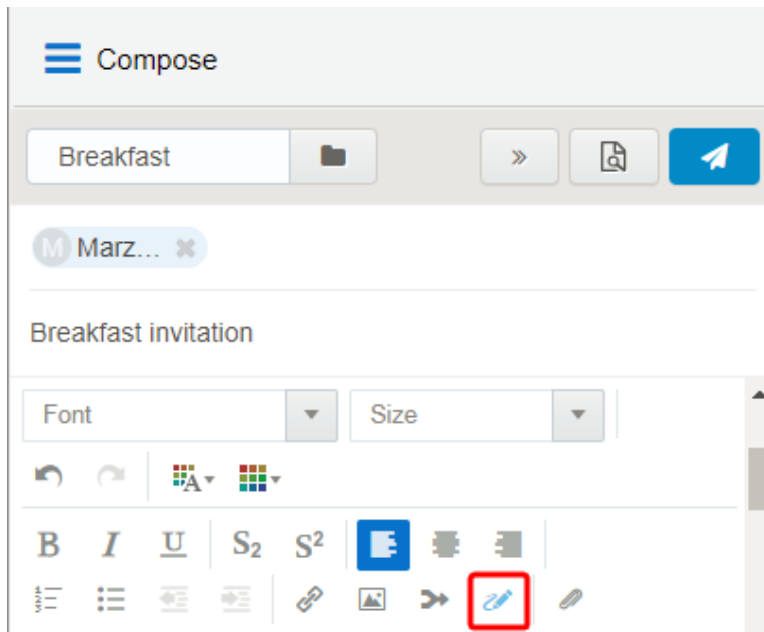 Compose
Breakfast
M Marz...
Breakfast invitation
Font Size
A
B I U S2 S²